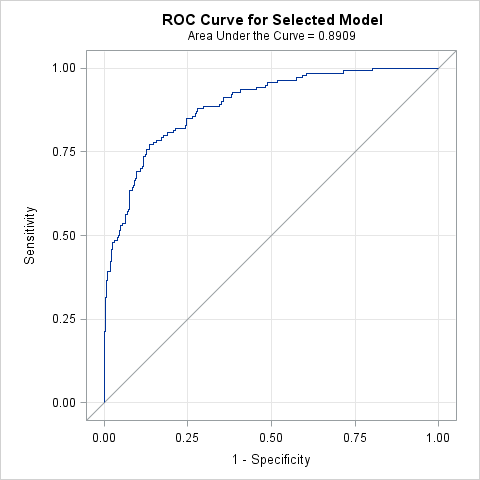 ROC Curve for Selected Model
Area Under the Curve = 0.8909
1.00
0.75
0.50
0.25
0.00
Sensitivity
0.00 0.25 0.50 0.75 1.00
1 - Specificity